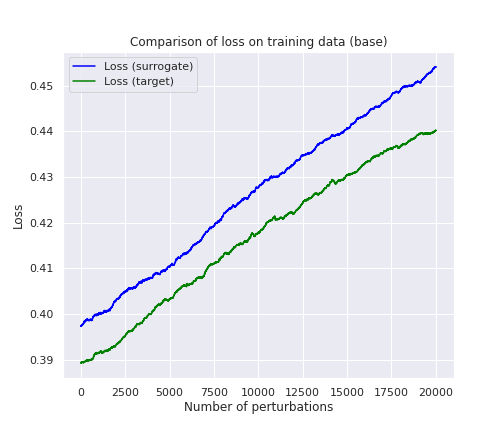 Comparison of loss on training data (base)
Loss (surrogate)
Loss (target)
0.45
0.44
0.43
0.42
0.41
0.40
0.39
Loss
0 2500 5000 7500 10000 12500 15000 17500 20000
Number of perturbations